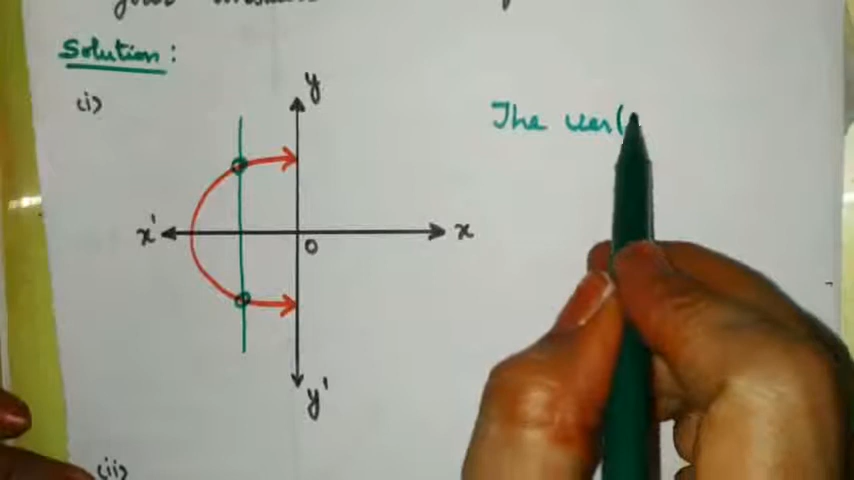 Solution :
(i)
y
x'
x
O
y'
The ver
(ii)